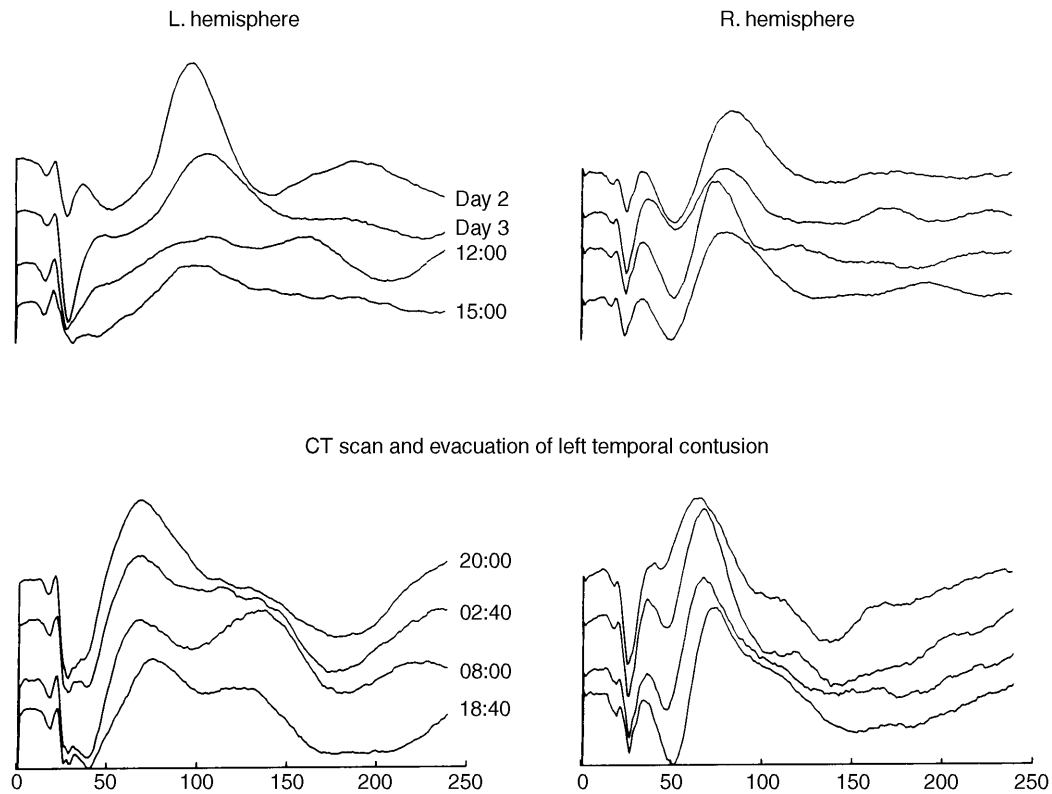 L. hemisphere
R. hemisphere
Day 2
Day 3
12:00
15:00
CT scan and evacuation of left temporal contusion
20:00
02:40
08:00
18:40
0 50 100 150 200 250
0 50 100 150 200 250